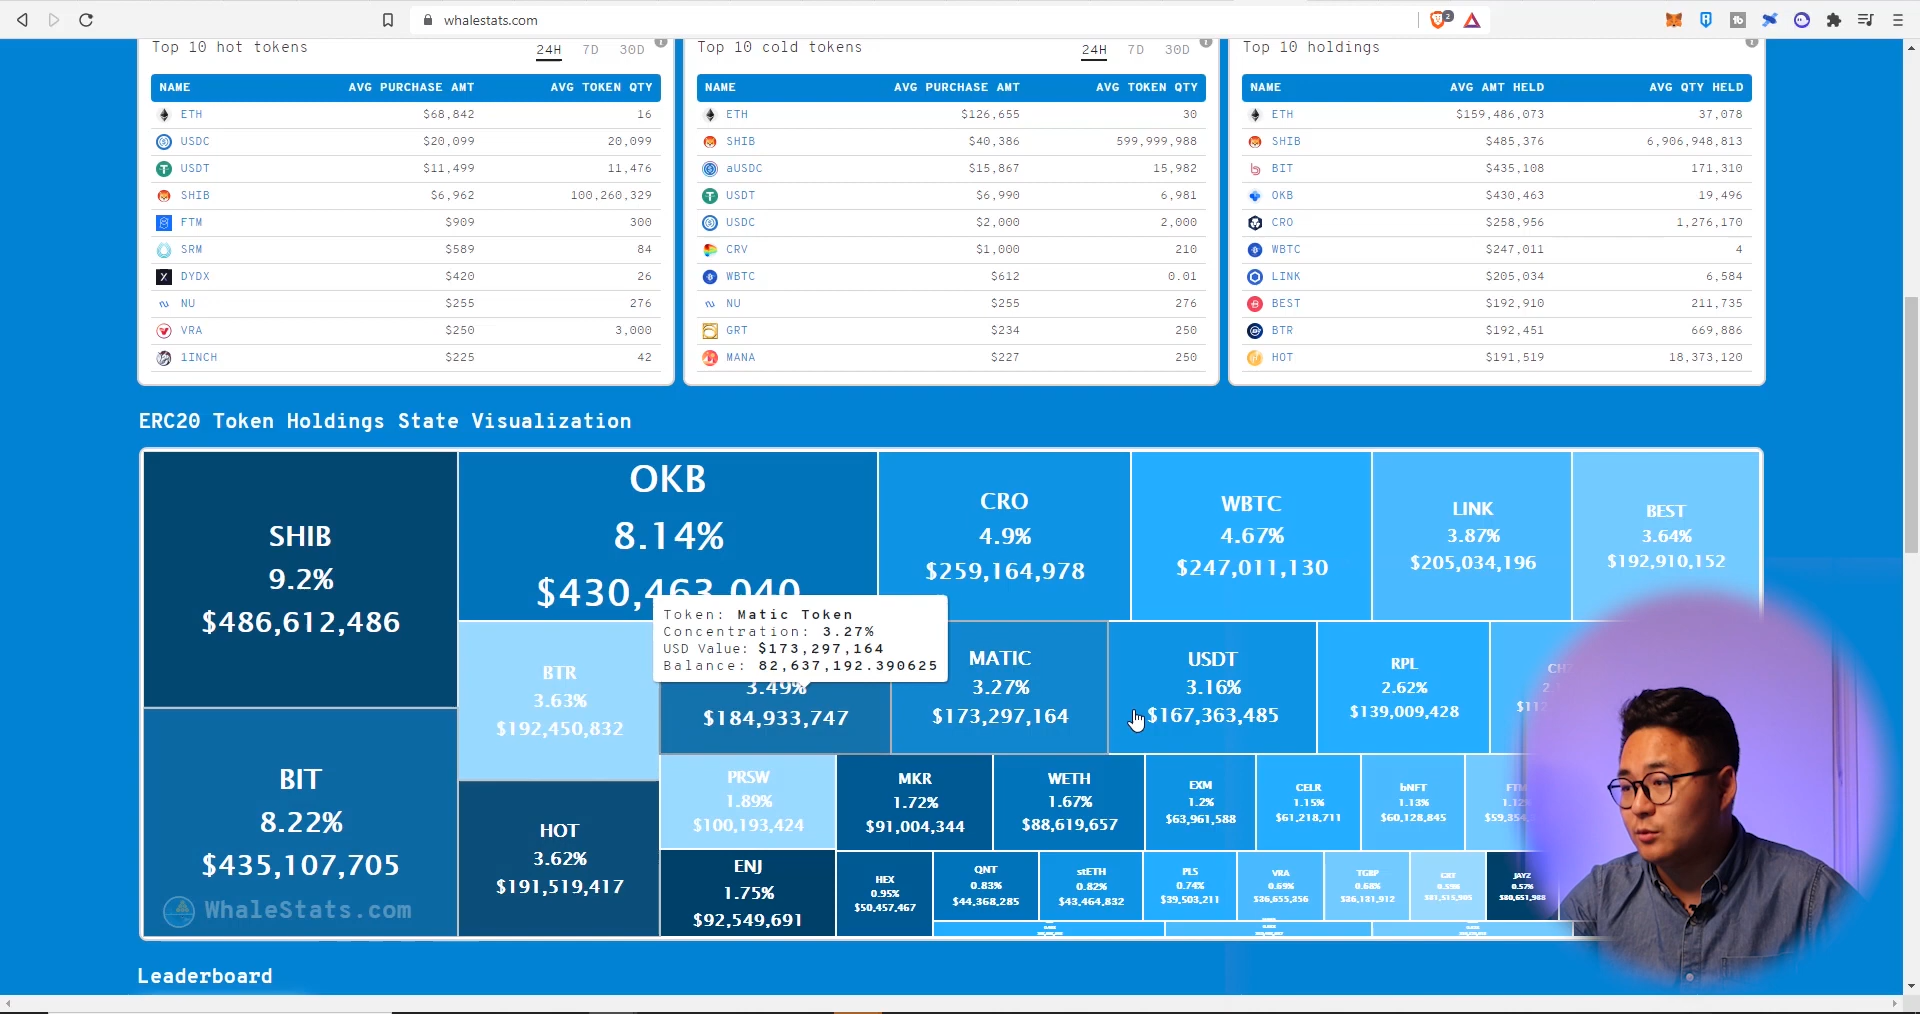 whalestats.com
2
Top 10 hot tokens
24H 7D 30D
NAME AVG PURCHASE AMT AVG TOKEN QTY
ETH $68,842 16
USDC $20,099 20,099
USDT $11,499 11,476
SHIB $6,962 100,260,329
FTM $909 300
SRM $589 84
DYDX $420 26
NU $255 276
VRA $250 3,000
1INCH $225 42
Top 10 cold tokens
24H 7D 30D
NAME AVG PURCHASE AMT AVG TOKEN QTY
ETH $126,655 30
SHIB $40,386 599,999,988
aUSDC $15,867 15,982
USDT $6,990 6,981
USDC $2,000 2,000
CRV $1,000 210
WBTC $612 0.01
NU $255 276
GRT $234 250
MANA $227 250
Top 10 holdings
NAME AVG AMT HELD AVG QTY HELD
ETH $159,486,073 37,078
SHIB $485,376 6,906,948,813
BIT $435,108 171,310
OKB $430,463 19,496
CRO $258,956 1,276,170
WBTC $247,011 4
LINK $205,034 6,584
BEST $192,910 211,735
BTR $192,451 669,886
HOT $191,519 18,373,120
ERC20 Token Holdings State Visualization
SHIB
9.2%
$486,612,486
OKB
8.14%
$430,463,040
CRO
4.9%
$259,164,978
WBTC
4.67%
$247,011,130
LINK
3.87%
$205,034,196
BEST
3.64%
$192,910,152
BIT
8.22%
$435,107,705
WhaleStats.com
BTR
3.63%
$192,450,832
Token: Matic Token
Concentration: 3.27%
USD Value: $173,297,164
Balance: 82,637,192.390625
3.49%
$184,933,747
MATIC
3.27%
$173,297,164
USDT
3.16%
$167,363,485
RPL
2.62%
$139,009,428
HOT
3.62%
$191,519,417
PRSW
1.89%
$100,193,424
MKR
1.72%
$91,004,344
WETH
1.67%
$88,619,657
EXM
1.2%
$63,961,588
CELR
1.15%
$61,218,711
bNFT
1.13%
$60,128,845
ENJ
1.75%
$92,549,691
HEX
0.95%
$50,457,467
QNT
0.83%
$44,368,285
stETH
0.82%
$43,464,832
PLS
0.74%
$39,503,211
VRA
0.69%
$36,655,356
TGBP
0.68%
JAYZ
0.57%
Leaderboard